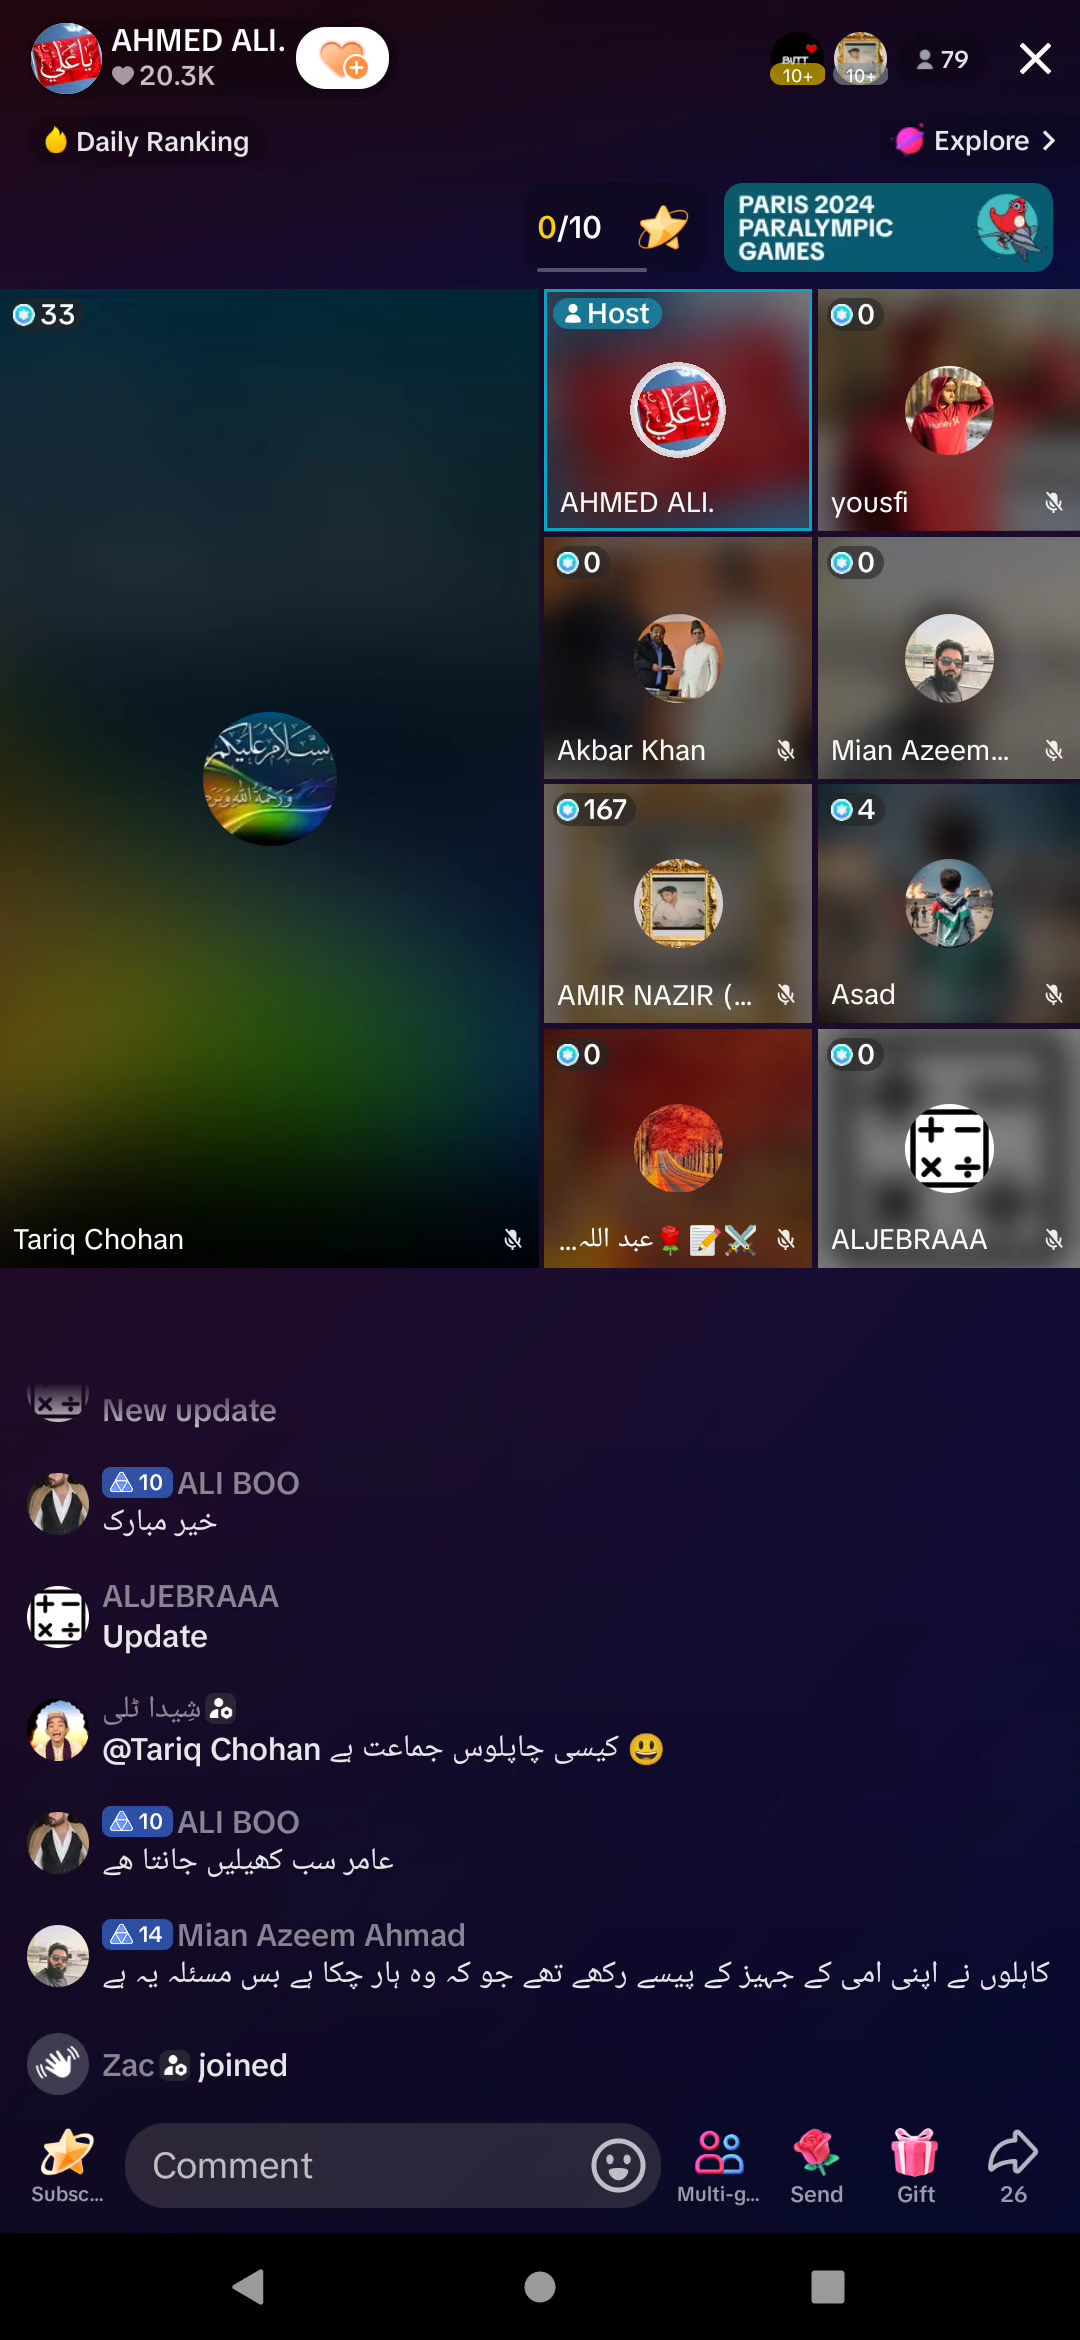 AHMED ALI.
20.3K
10+
10+
79
Daily Ranking
Explore
0/10
PARIS 2024
PARALYMPIC
GAMES
33
Tariq Chohan
Host
AHMED ALI.
0
yousfi
0
Akbar Khan
0
Mian Azeem...
167
AMIR NAZIR (...
4
Asad
0
عبد اللہ🌹📝⚔️...
0
ALJEBRAAA
New update
10 ALI BOO
خیر مبارک
ALJEBRAAA
Update
شِیدا ٹلی
@Tariq Chohan کیسی چاپلوس جماعت ہے 😃
10 ALI BOO
عامر سب کھیلیں جانتا ھے
14 Mian Azeem Ahmad
کاہلوں نے اپنی امی کے جہیز کے پیسے رکھے تھے جو کہ وہ ہار چکا ہے بس مسئلہ یہ ہے
Zac joined
Subsc...
Comment
Multi-g...
Send
Gift
26